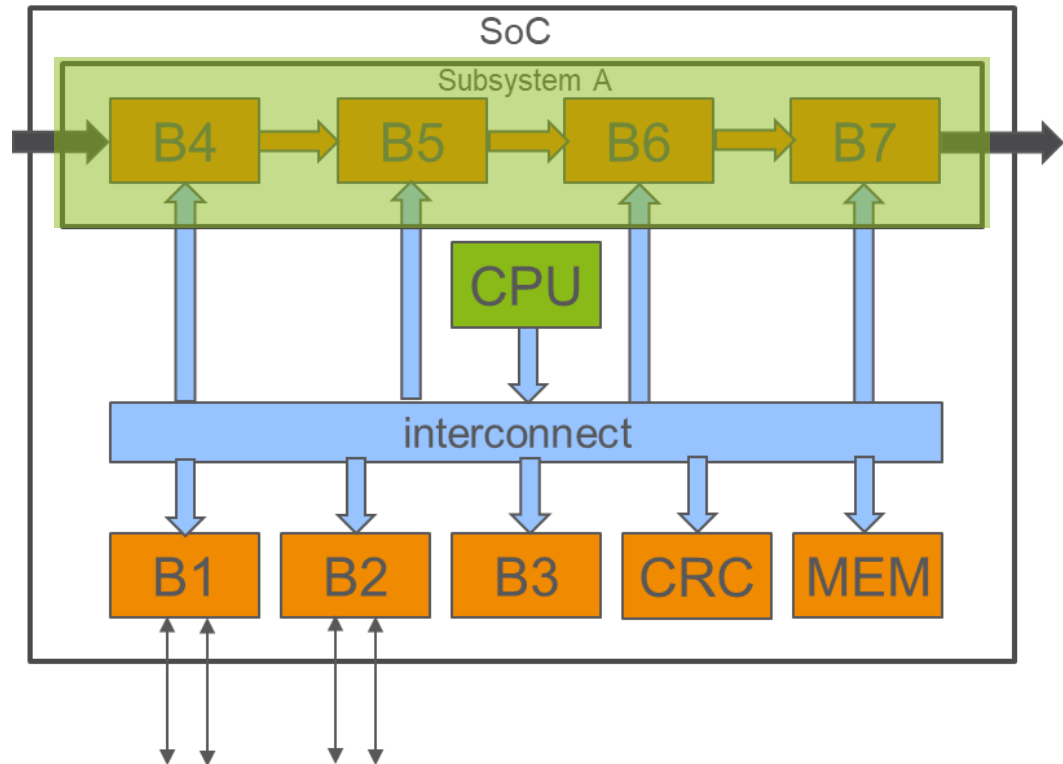 SoC
Subsystem A
B4
B5
B6
B7
CPU
interconnect
B1
B2
B3
CRC
MEM